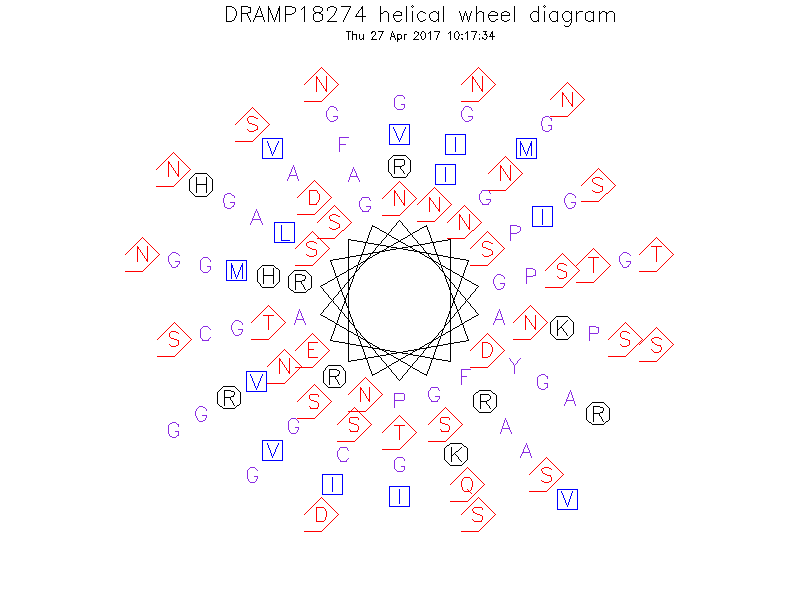 DRAMP18274 helical wheel diagram
Thu 27 Apr 2017 10:17:34
N N
G N
G G
S G
V
F I
V M
N R
A A I N
H S
G D N G G
G N
A I
S N
L P
S S
N T
G G
G T
M S
H P
R G
A A
T N
G K
C P
S S
S
E D
N Y
R F
V G
N G
R A
S P R
G R
G S S A
G T
V A
C K
G
G S
I Q
I V
D S